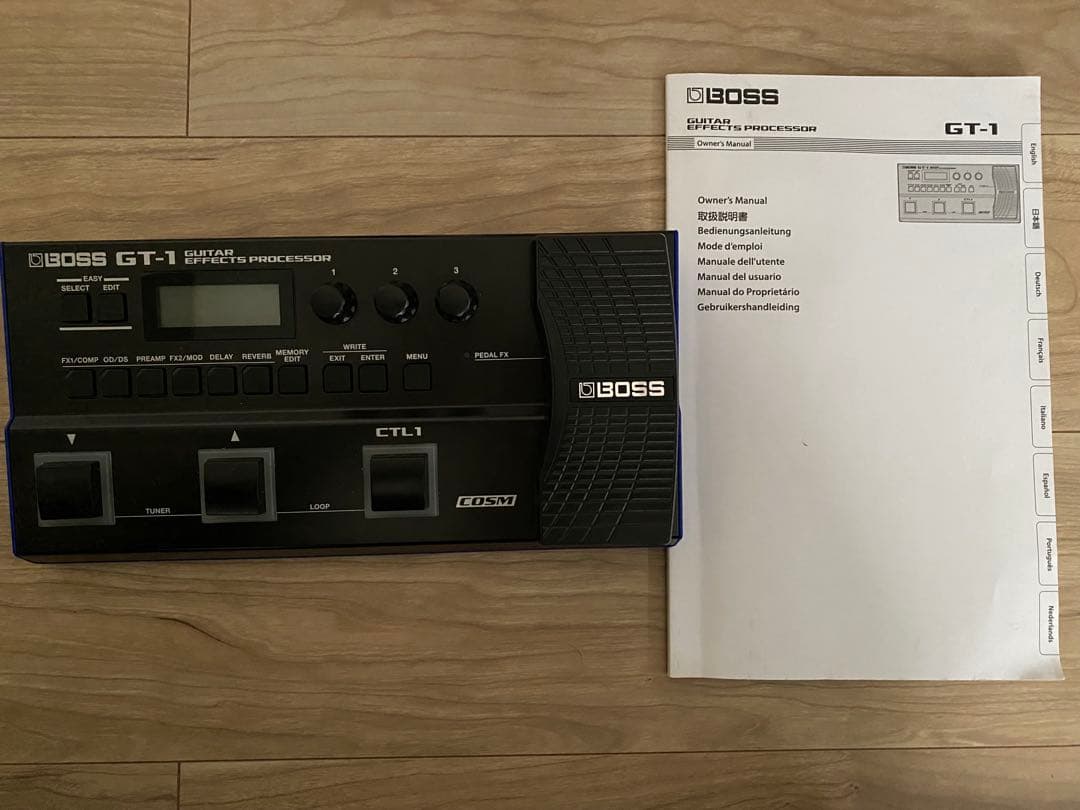 BOSS GT-1 GUITAR
EFFECTS PROCESSOR
EASY
SELECT EDIT
1 2 3
FX1/COMP OD/DS PREAMP FX2/MOD DELAY REVERB MEMORY
EDIT
WRITE
EXIT ENTER
MENU
PEDAL FX
BOSS
▼ ▲ CTL1
TUNER LOOP
COSM
BOSS
GUITAR
EFFECTS PROCESSOR
GT-1
Owner's Manual
Owner's Manual
取扱説明書
Bedienungsanleitung
Mode d'emploi
Manuale dell'utente
Manual del usuario
Manual do Proprietário
Gebruikershandleiding
English
日本語
Deutsch
Français
Italiano
Español
Português
Nederlands